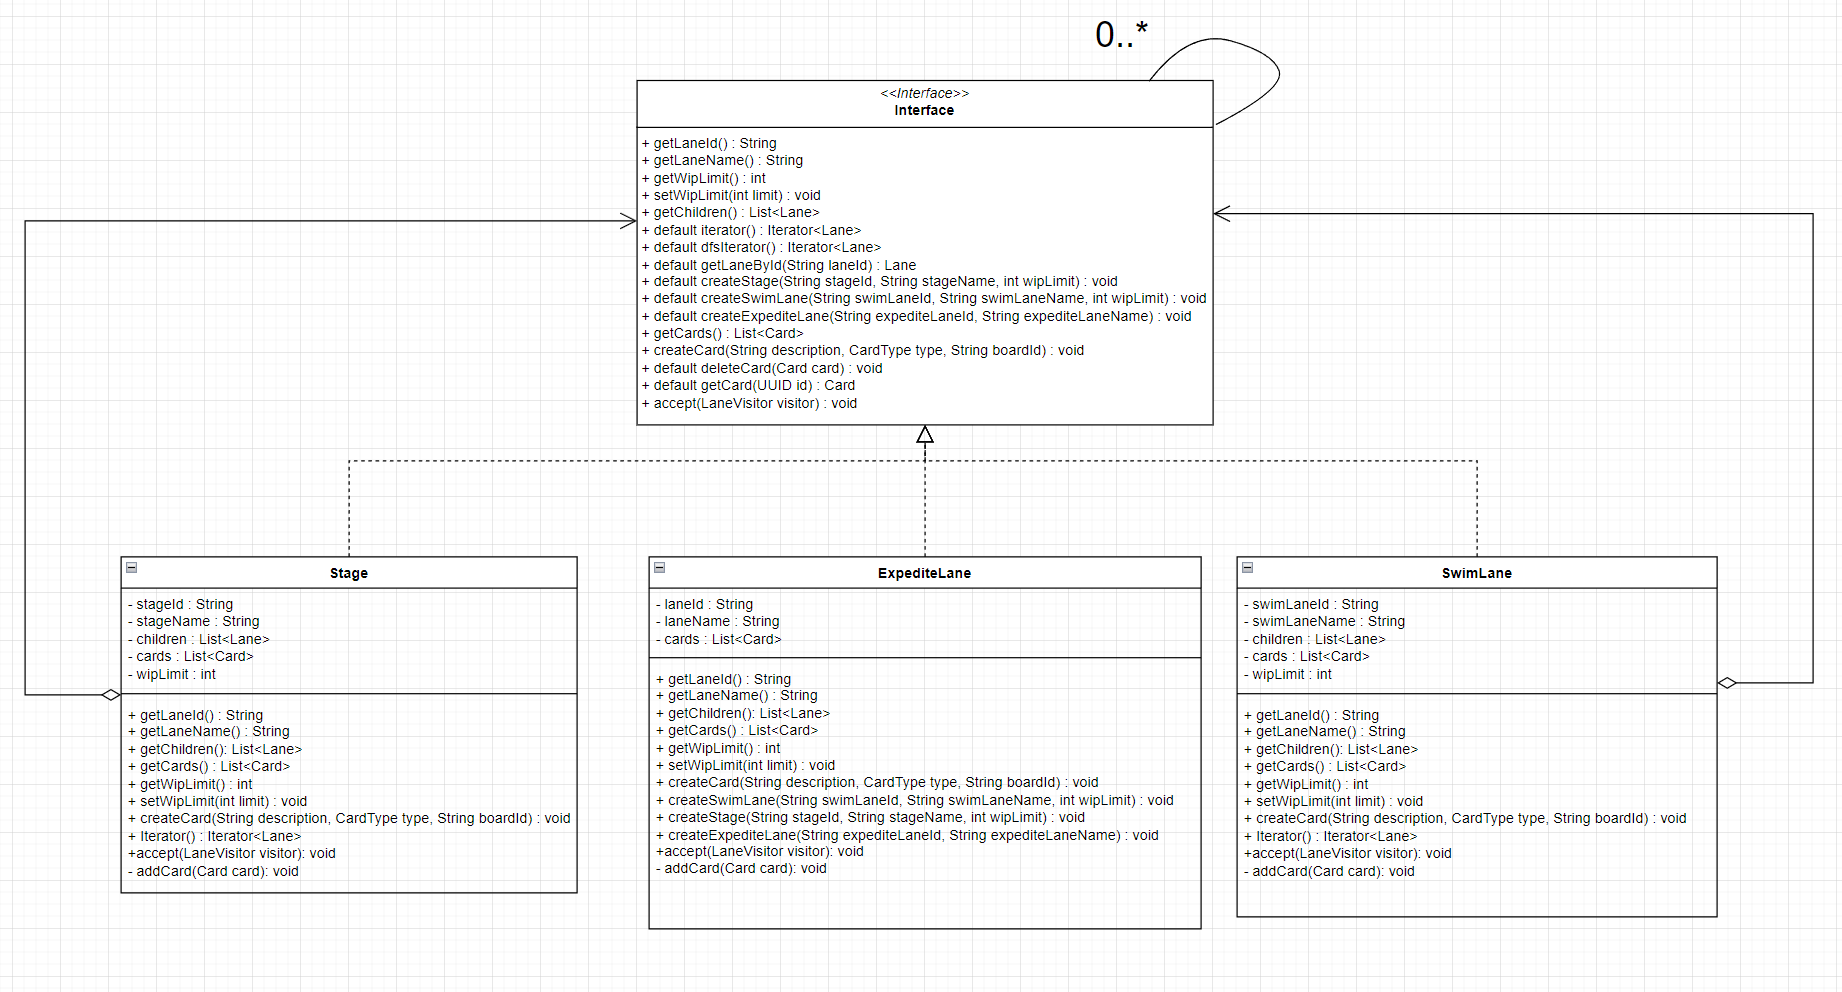 0..*
<<Interface>>
Interface
+ getLaneId() : String
+ getLaneName() : String
+ getWipLimit() : int
+ setWipLimit(int limit) : void
+ getChildren() : List<Lane>
+ default iterator() : Iterator<Lane>
+ default dfsIterator() : Iterator<Lane>
+ default getLaneById(String laneId) : Lane
+ default createStage(String stageId, String stageName, int wipLimit) : void
+ default createSwimLane(String swimLaneId, String swimLaneName, int wipLimit) : void
+ default createExpediteLane(String expediteLaneId, String expediteLaneName) : void
+ getCards() : List<Card>
+ createCard(String description, CardType type, String boardId) : void
+ default deleteCard(Card card) : void
+ default getCard(UUID id) : Card
+ accept(LaneVisitor visitor) : void
Stage
- stageId : String
- stageName : String
- children : List<Lane>
- cards : List<Card>
- wipLimit : int
+ getLaneId() : String
+ getLaneName() : String
+ getChildren(): List<Lane>
+ getCards() : List<Card>
+ getWipLimit() : int
+ setWipLimit(int limit) : void
+ createCard(String description, CardType type, String boardId) : void
+ Iterator() : Iterator<Lane>
+accept(LaneVisitor visitor): void
- addCard(Card card): void
ExpediteLane
- laneId : String
- laneName : String
- cards : List<Card>
+ getLaneId() : String
+ getLaneName() : String
+ getChildren(): List<Lane>
+ getCards() : List<Card>
+ getWipLimit() : int
+ setWipLimit(int limit) : void
+ createCard(String description, CardType type, String boardId) : void
+ createSwimLane(String swimLaneId, String swimLaneName, int wipLimit) : void
+ createStage(String stageId, String stageName, int wipLimit) : void
+ createExpediteLane(String expediteLaneId, String expediteLaneName) : void
+accept(LaneVisitor visitor): void
- addCard(Card card): void
SwimLane
- swimLaneId : String
- swimLaneName : String
- children : List<Lane>
- cards : List<Card>
- wipLimit : int
+ getLaneId() : String
+ getLaneName() : String
+ getChildren(): List<Lane>
+ getCards() : List<Card>
+ getWipLimit() : int
+ setWipLimit(int limit) : void
+ createCard(String description, CardType type, String boardId) : void
+ Iterator() : Iterator<Lane>
+accept(LaneVisitor visitor): void
- addCard(Card card): void